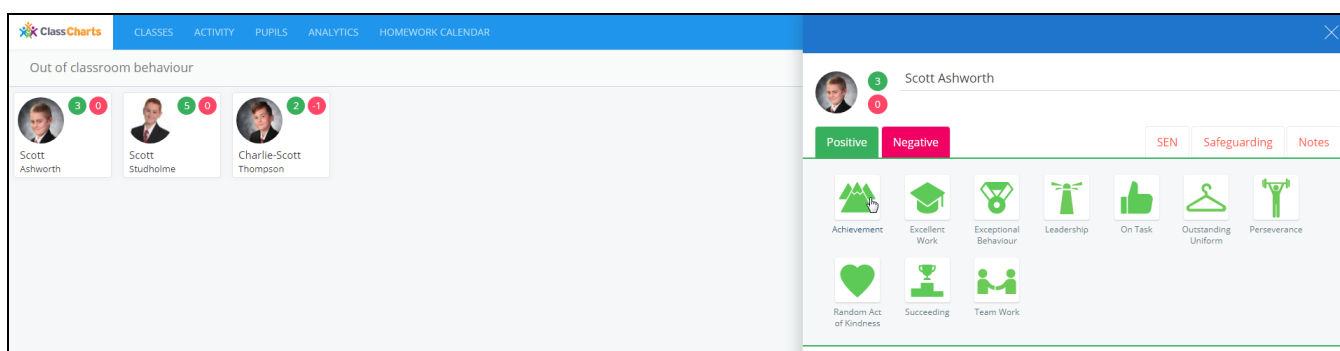 ClassCharts CLASSES ACTIVITY PUPILS ANALYTICS HOMEWORK CALENDAR
Out of classroom behaviour
3 0
Scott
Ashworth
5 0
Scott
Studholme
2 -1
Charlie-Scott
Thompson
3 Scott Ashworth
0
Positive Negative SEN Safeguarding Notes
Achievement
Excellent
Work
Exceptional
Behaviour
Leadership
On Task
Outstanding
Uniform
Perseverance
Random Act
of Kindness
Succeeding
Team Work